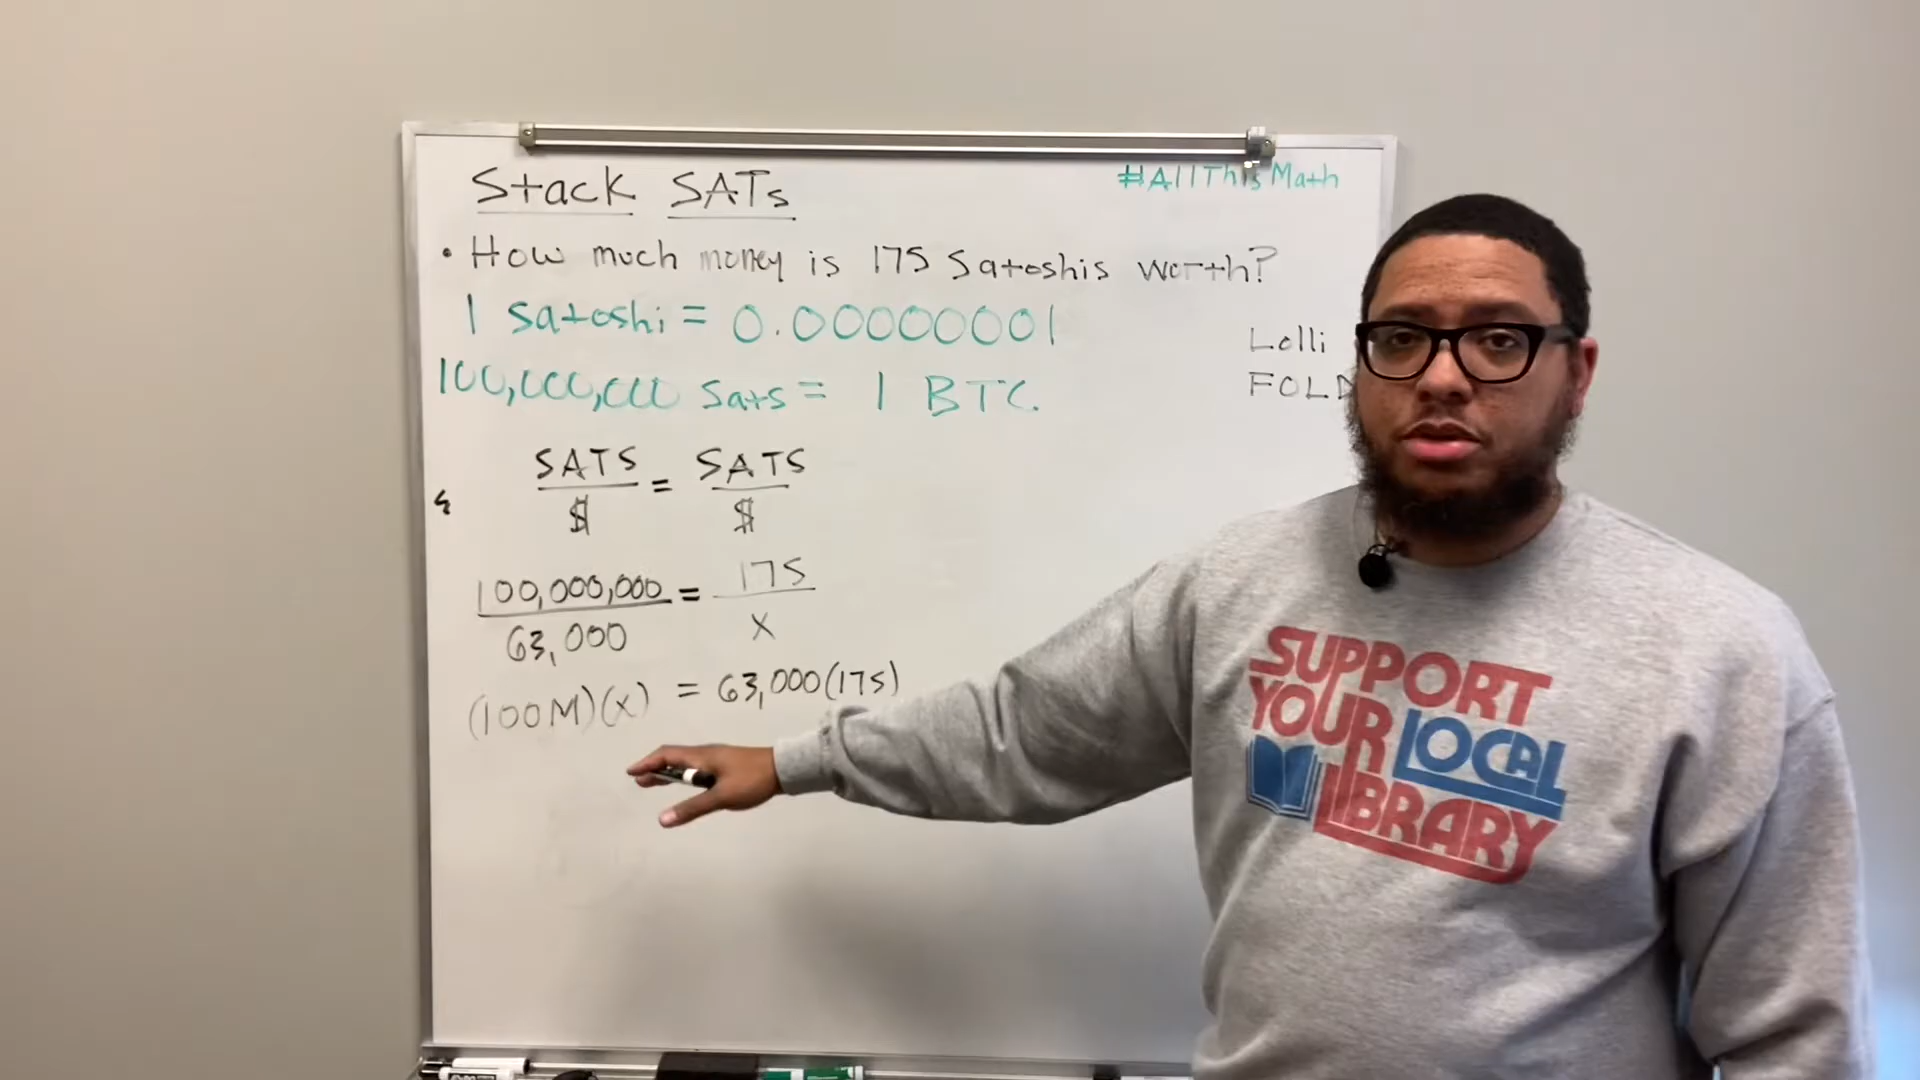 Stack SATs
#AllThisMath
• How much money is 175 Satoshis worth?
1 Satoshi = 0.00000001
100,000,000 Sats = 1 BTC.
Lolli
FOLD
SATS = SATS
$ $
100,000,000 = 175
63,000 x
(100M)(x) = 63,000(175)
SUPPORT
YOUR LOCAL
LIBRARY